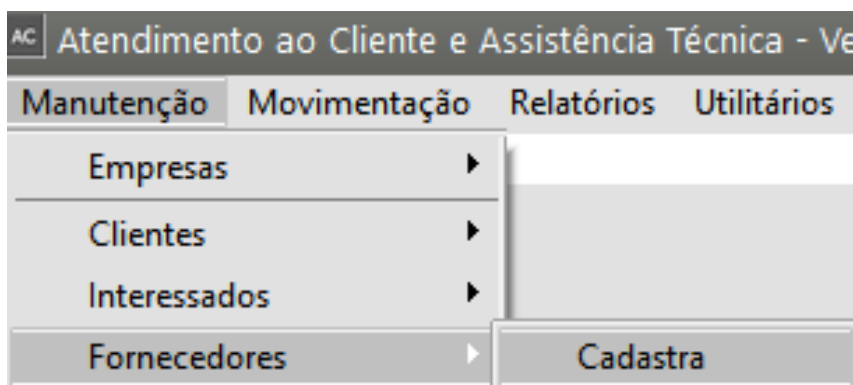 AC Atendimento ao Cliente e Assistência Técnica - Ve
Manutenção Movimentação Relatórios Utilitários
Empresas
Clientes
Interessados
Fornecedores Cadastra